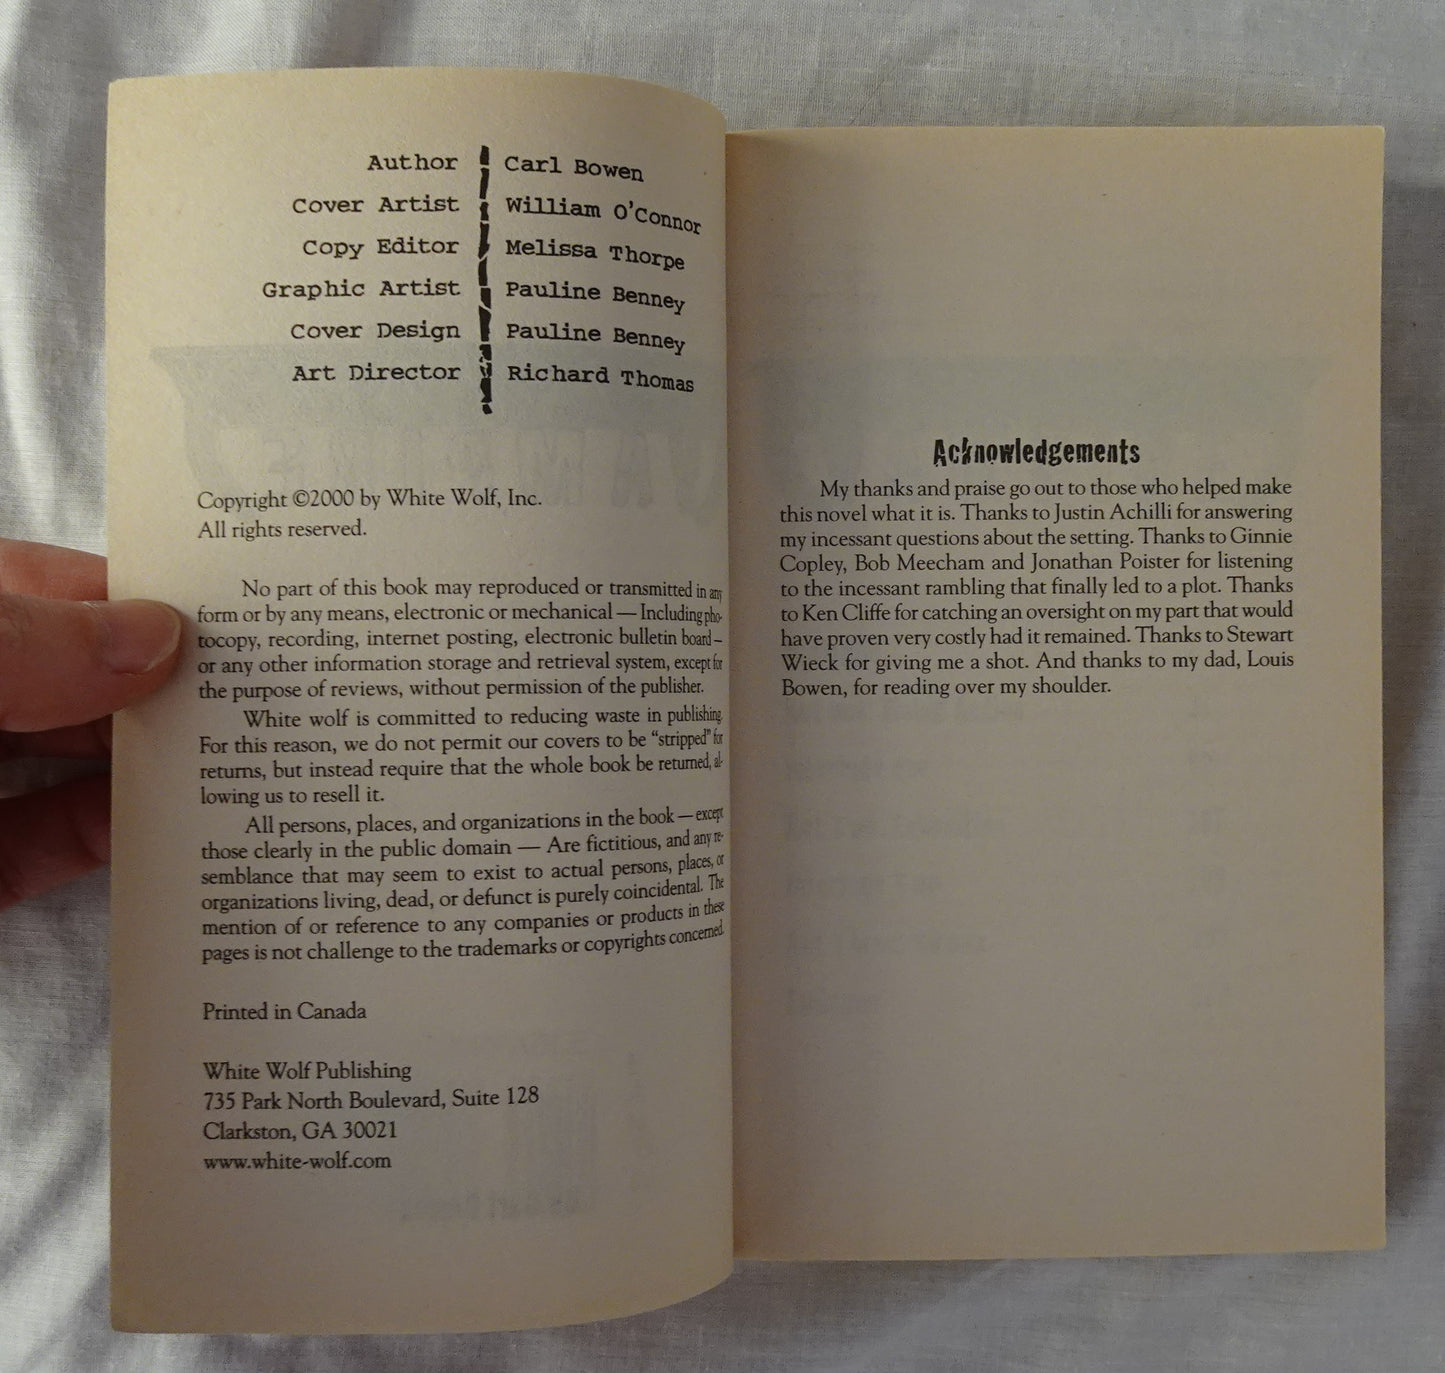 Author Carl Bowen
Cover Artist William O'Connor
Copy Editor Melissa Thorpe
Graphic Artist Pauline Benney
Cover Design Pauline Benney
Art Director Richard Thomas
Copyright ©2000 by White Wolf, Inc.
All rights reserved.
No part of this book may reproduced or transmitted in any
form or by any means, electronic or mechanical — Including pho-
tocopy, recording, internet posting, electronic bulletin board –
or any other information storage and retrieval system, except for
the purpose of reviews, without permission of the publisher.
White wolf is committed to reducing waste in publishing.
For this reason, we do not permit our covers to be “stripped” for
returns, but instead require that the whole book be returned, al-
lowing us to resell it.
All persons, places, and organizations in the book — except
those clearly in the public domain — Are fictitious, and any re-
semblance that may seem to exist to actual persons, places, or
organizations living, dead, or defunct is purely coincidental. The
mention of or reference to any companies or products in these
pages is not challenge to the trademarks or copyrights concerned.
Printed in Canada
White Wolf Publishing
735 Park North Boulevard, Suite 128
Clarkston, GA 30021
www.white-wolf.com
Acknowledgements
My thanks and praise go out to those who helped make
this novel what it is. Thanks to Justin Achilli for answering
my incessant questions about the setting. Thanks to Ginnie
Copley, Bob Meecham and Jonathan Poister for listening
to the incessant rambling that finally led to a plot. Thanks
to Ken Cliffe for catching an oversight on my part that would
have proven very costly had it remained. Thanks to Stewart
Wieck for giving me a shot. And thanks to my dad, Louis
Bowen, for reading over my shoulder.